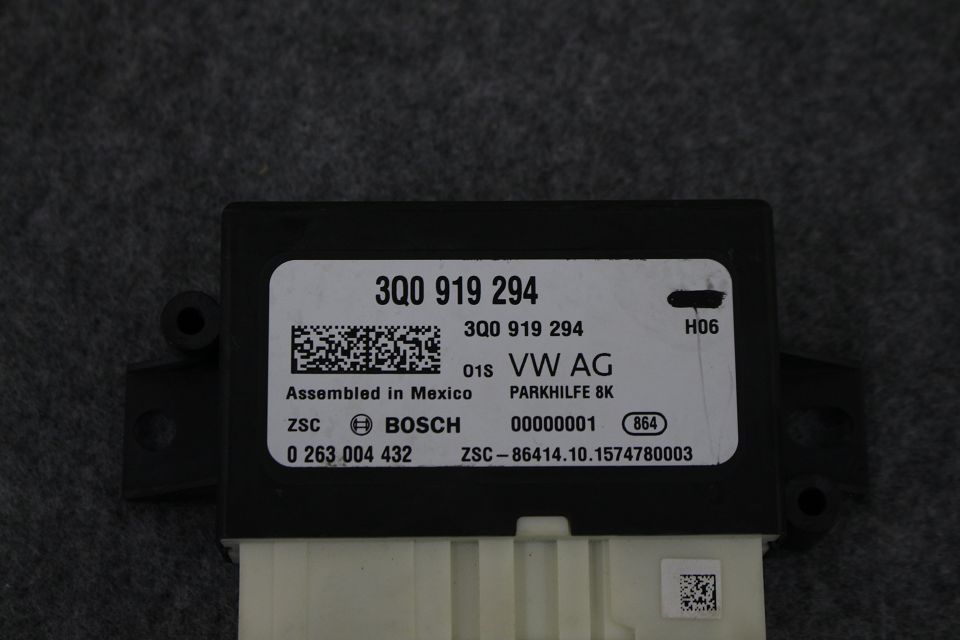 3Q0 919 294
3Q0 919 294 H06
01S VW AG
Assembled in Mexico PARKHILFE 8K
ZSC BOSCH 00000001 864
0 263 004 432 ZSC-86414.10.1574780003